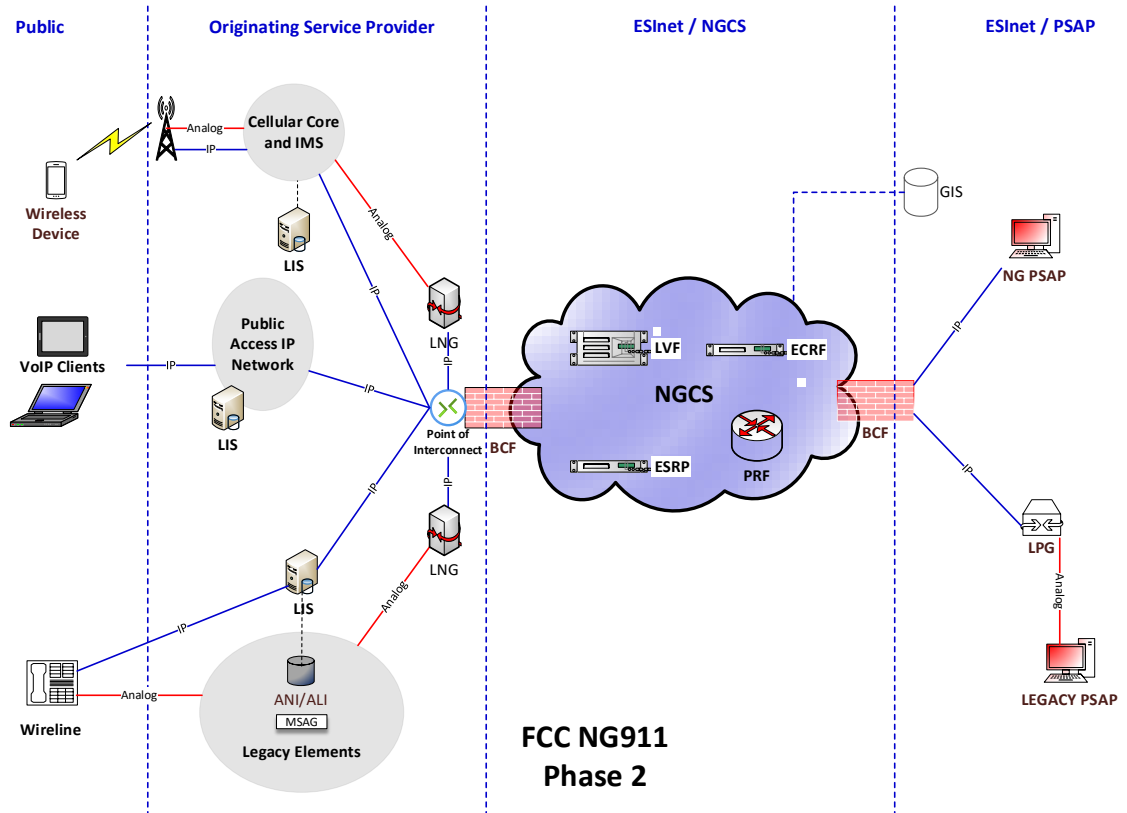 Public
Originating Service Provider
ESInet / NGCS
ESInet / PSAP
Analog
IP
Cellular Core
and IMS
Wireless
Device
LIS
Analog
IP
GIS
NG PSAP
LNG
IP
IP
Public
Access IP
Network
VoIP Clients
IP
IP
LIS
LVF
ECRF
NGCS
Point of
Interconnect
BCF
BCF
IP
IP
IP
ESRP
PRF
LNG
LPG
Analog
Analog
LIS
IP
Wireline
Analog
ANI/ALI
MSAG
Legacy Elements
LEGACY PSAP
FCC NG911
Phase 2